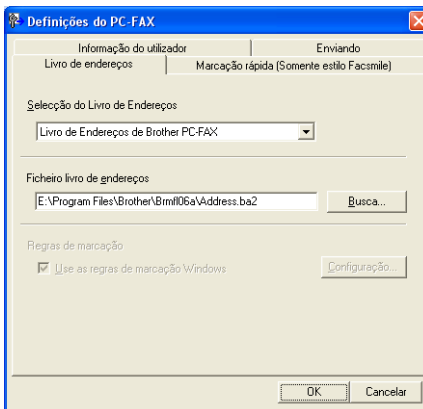 Definições do PC-FAX
Informação do utilizador
Enviando
Livro de endereços
Marcação rápida (Somente estilo Facsmile)
Selecção do Livro de Endereços
Livro de Endereços de Brother PC-FAX
Ficheiro livro de endereços
E:\Program Files\Brother\Brmfl06a\Address.ba2
Busca...
Regras de marcação
Use as regras de marcação Windows
Configuração...
OK
Cancelar